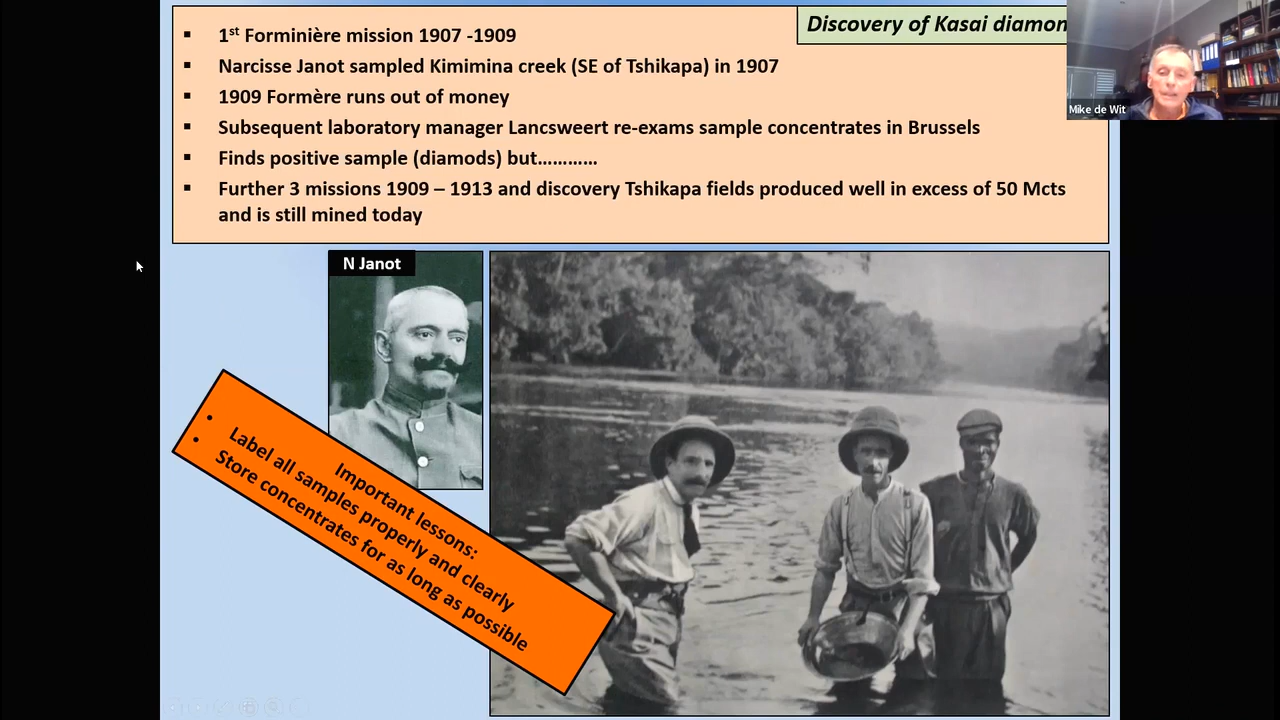 Discovery of Kasai diamon
▪ 1st Forminière mission 1907 -1909
▪ Narcisse Janot sampled Kimimina creek (SE of Tshikapa) in 1907
▪ 1909 Formère runs out of money
▪ Subsequent laboratory manager Lancsweert re-exams sample concentrates in Brussels
▪ Finds positive sample (diamods) but............
▪ Further 3 missions 1909 – 1913 and discovery Tshikapa fields produced well in excess of 50 Mcts
and is still mined today
Mike de Wit
N Janot
Important lessons:
• Label all samples properly and clearly
• Store concentrates for as long as possible